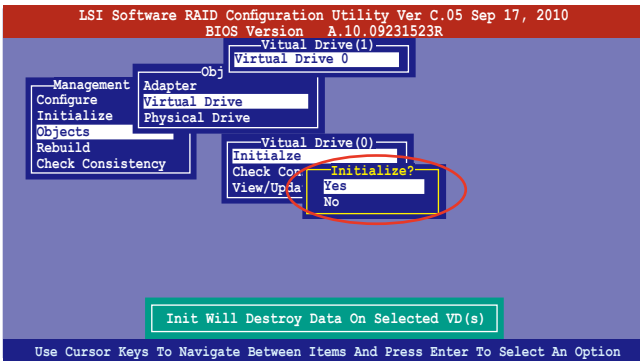 LSI Software RAID Configuration Utility Ver C.05 Sep 17, 2010
BIOS Version A.10.09231523R
Vitual Drive(1)
Virtual Drive 0
Obj
Adapter
Virtual Drive
Physical Drive
Management
Configure
Initialize
Objects
Rebuild
Check Consistency
Vitual Drive(0)
Initialze
Check Con
View/Upda
Initialize?
Yes
No
Init Will Destroy Data On Selected VD(s)
Use Cursor Keys To Navigate Between Items And Press Enter To Select An Option